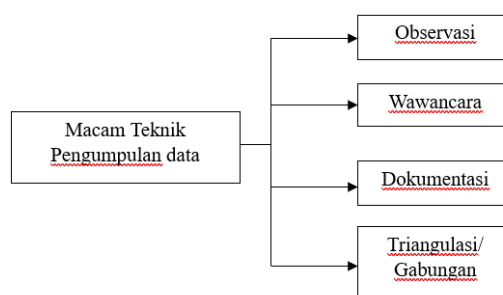 Macam Teknik
Pengumpulan data
Observasi
Wawancara
Dokumentasi
Triangulasi/
Gabungan